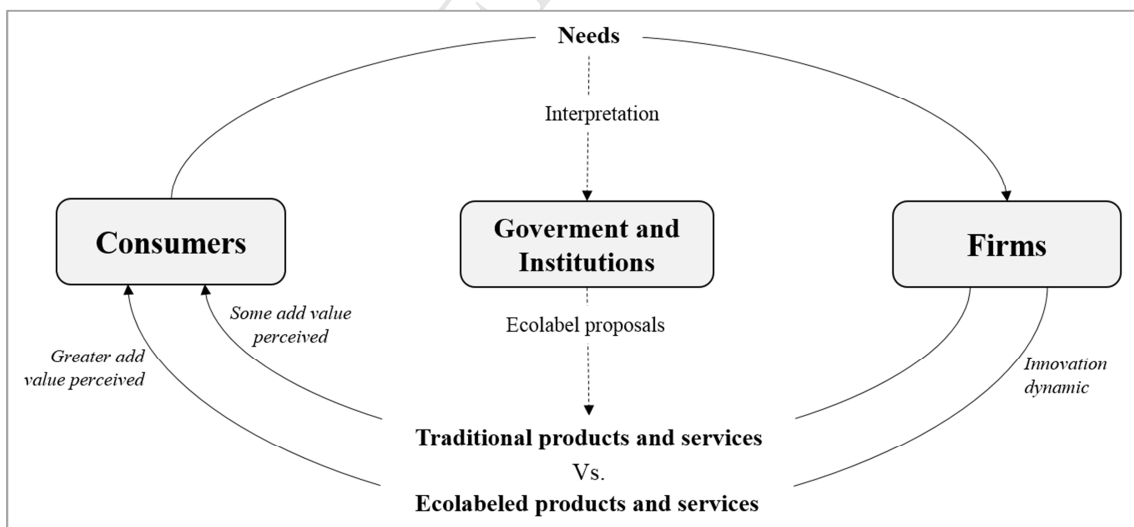 Needs
Interpretation
Consumers
Goverment and
Institutions
Firms
Some add value
perceived
Greater add
value perceived
Ecolabel proposals
Innovation
dynamic
Traditional products and services
Vs.
Ecolabeled products and services